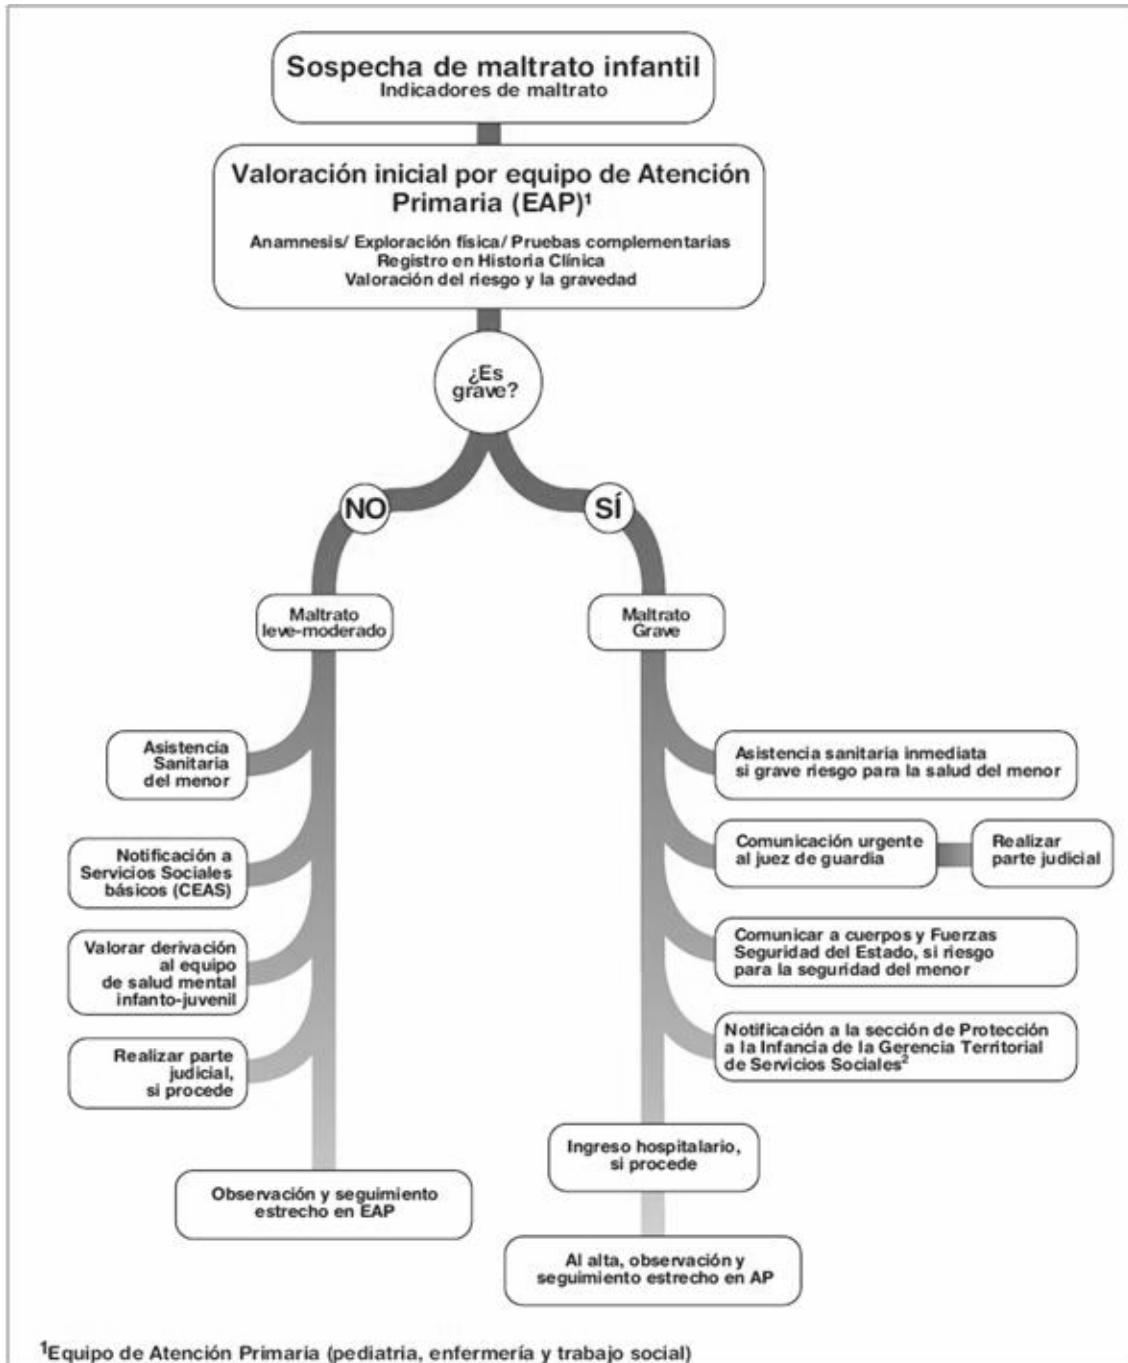 Sospecha de maltrato infantil
Indicadores de maltrato
Valoración inicial por equipo de Atención
Primaria (EAP)¹
Anamnesis/ Exploración física/ Pruebas complementarias
Registro en Historia Clínica
Valoración del riesgo y la gravedad
¿Es
grave?
NO
SÍ
Maltrato
leve-moderado
Asistencia
Sanitaria
del menor
Notificación a
Servicios Sociales
básicos (CEAS)
Valorar derivación
al equipo
de salud mental
infanto-juvenil
Realizar parte
judicial,
si procede
Observación y seguimiento
estrecho en EAP
Maltrato
Grave
Asistencia sanitaria inmediata
si grave riesgo para la salud del menor
Comunicación urgente
al juez de guardia
Realizar
parte judicial
Comunicar a cuerpos y Fuerzas
Seguridad del Estado, si riesgo
para la seguridad del menor
Notificación a la sección de Protección
a la Infancia de la Gerencia Territorial
de Servicios Sociales²
Ingreso hospitalario,
si procede
Al alta, observación y
seguimiento estrecho en AP
¹Equipo de Atención Primaria (pediatria, enfermería y trabajo social)